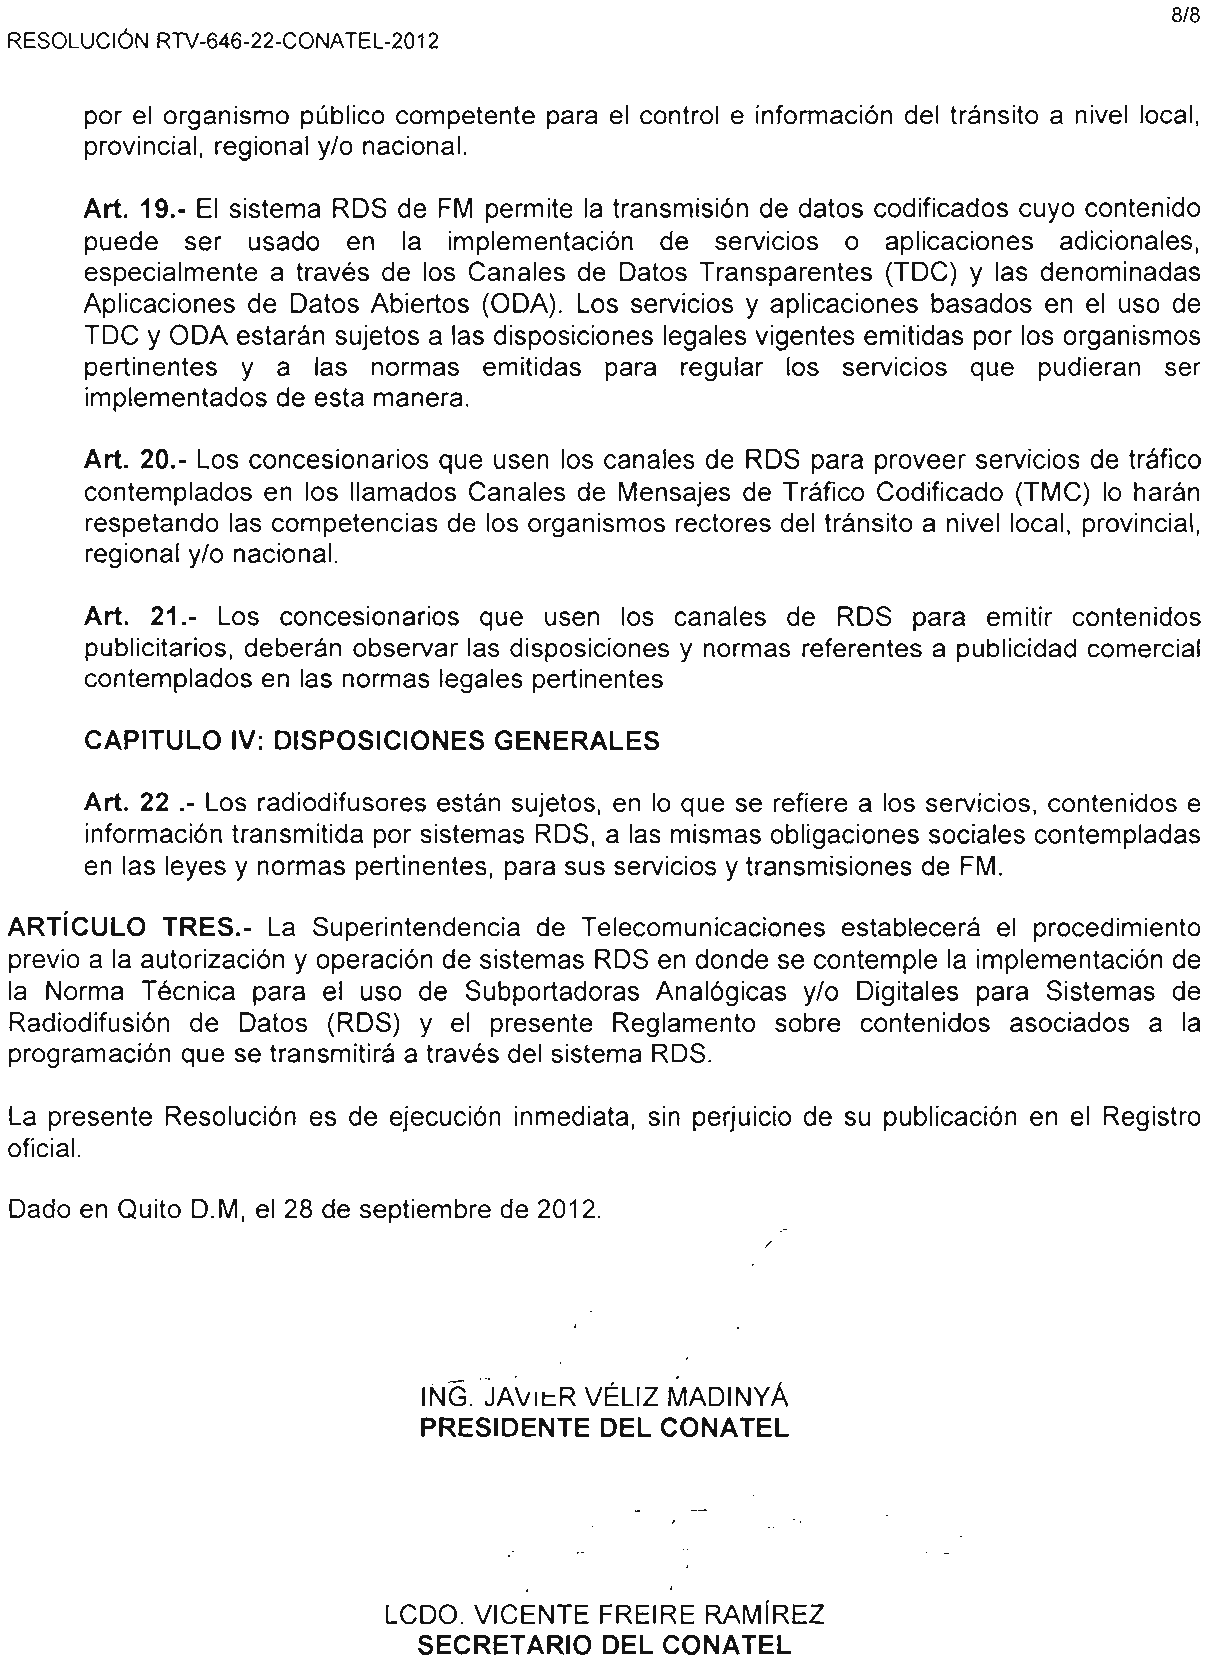 8/8
RESOLUCIÓN RTV-646-22-CONATEL-2012
por el organismo público competente para el control e información del tránsito a nivel local,
provincial, regional y/o nacional.
Art. 19.- El sistema RDS de FM permite la transmisión de datos codificados cuyo contenido
puede ser usado en la implementación de servicios o aplicaciones adicionales,
especialmente a través de los Canales de Datos Transparentes (TDC) y las denominadas
Aplicaciones de Datos Abiertos (ODA). Los servicios y aplicaciones basados en el uso de
TDC y ODA estarán sujetos a las disposiciones legales vigentes emitidas por los organismos
pertinentes y a las normas emitidas para regular los servicios que pudieran ser
implementados de esta manera.
Art. 20.- Los concesionarios que usen los canales de RDS para proveer servicios de tráfico
contemplados en los llamados Canales de Mensajes de Tráfico Codificado (TMC) lo harán
respetando las competencias de los organismos rectores del tránsito a nivel local, provincial,
regional y/o nacional.
Art. 21.- Los concesionarios que usen los canales de RDS para emitir contenidos
publicitarios, deberán observar las disposiciones y normas referentes a publicidad comercial
contemplados en las normas legales pertinentes
CAPITULO IV: DISPOSICIONES GENERALES
Art. 22 .- Los radiodifusores están sujetos, en lo que se refiere a los servicios, contenidos e
información transmitida por sistemas RDS, a las mismas obligaciones sociales contempladas
en las leyes y normas pertinentes, para sus servicios y transmisiones de FM.
ARTÍCULO TRES.- La Superintendencia de Telecomunicaciones establecerá el procedimiento
previo a la autorización y operación de sistemas RDS en donde se contemple la implementación de
la Norma Técnica para el uso de Subportadoras Analógicas y/o Digitales para Sistemas de
Radiodifusión de Datos (RDS) y el presente Reglamento sobre contenidos asociados a la
programación que se transmitirá a través del sistema RDS.
La presente Resolución es de ejecución inmediata, sin perjuicio de su publicación en el Registro
oficial.
Dado en Quito D.M, el 28 de septiembre de 2012.
ING. JAVIER VÉLIZ MADINYÁ
PRESIDENTE DEL CONATEL
LCDO. VICENTE FREIRE RAMÍREZ
SECRETARIO DEL CONATEL